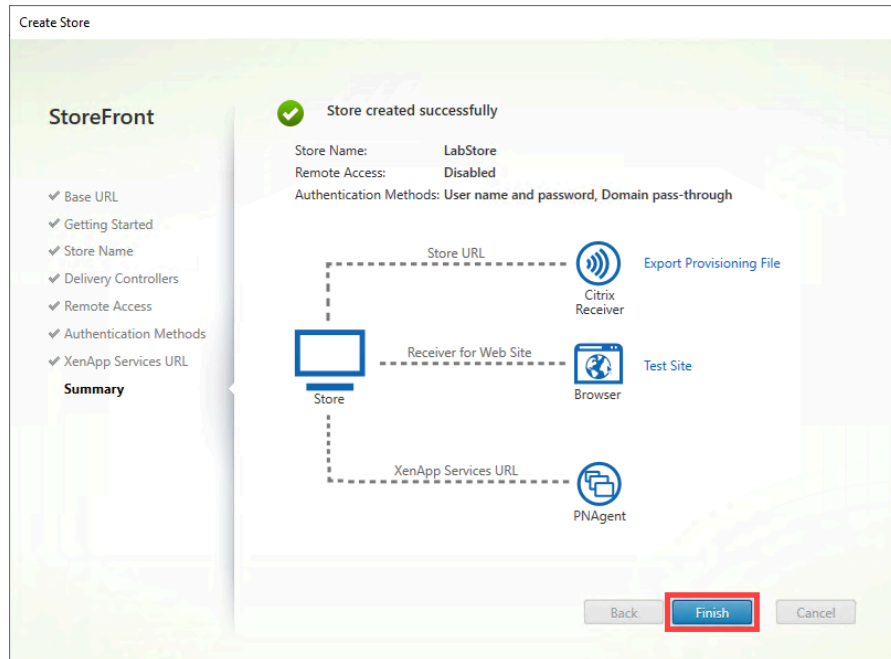 Create Store
StoreFront
Base URL
Getting Started
Store Name
Delivery Controllers
Remote Access
Authentication Methods
XenApp Services URL
Summary
Store created successfully
Store Name: LabStore
Remote Access: Disabled
Authentication Methods: User name and password, Domain pass-through
Store URL
Citrix
Receiver
Export Provisioning File
Receiver for Web Site
Store
Browser
Test Site
XenApp Services URL
PNAgent
Back Finish Cancel